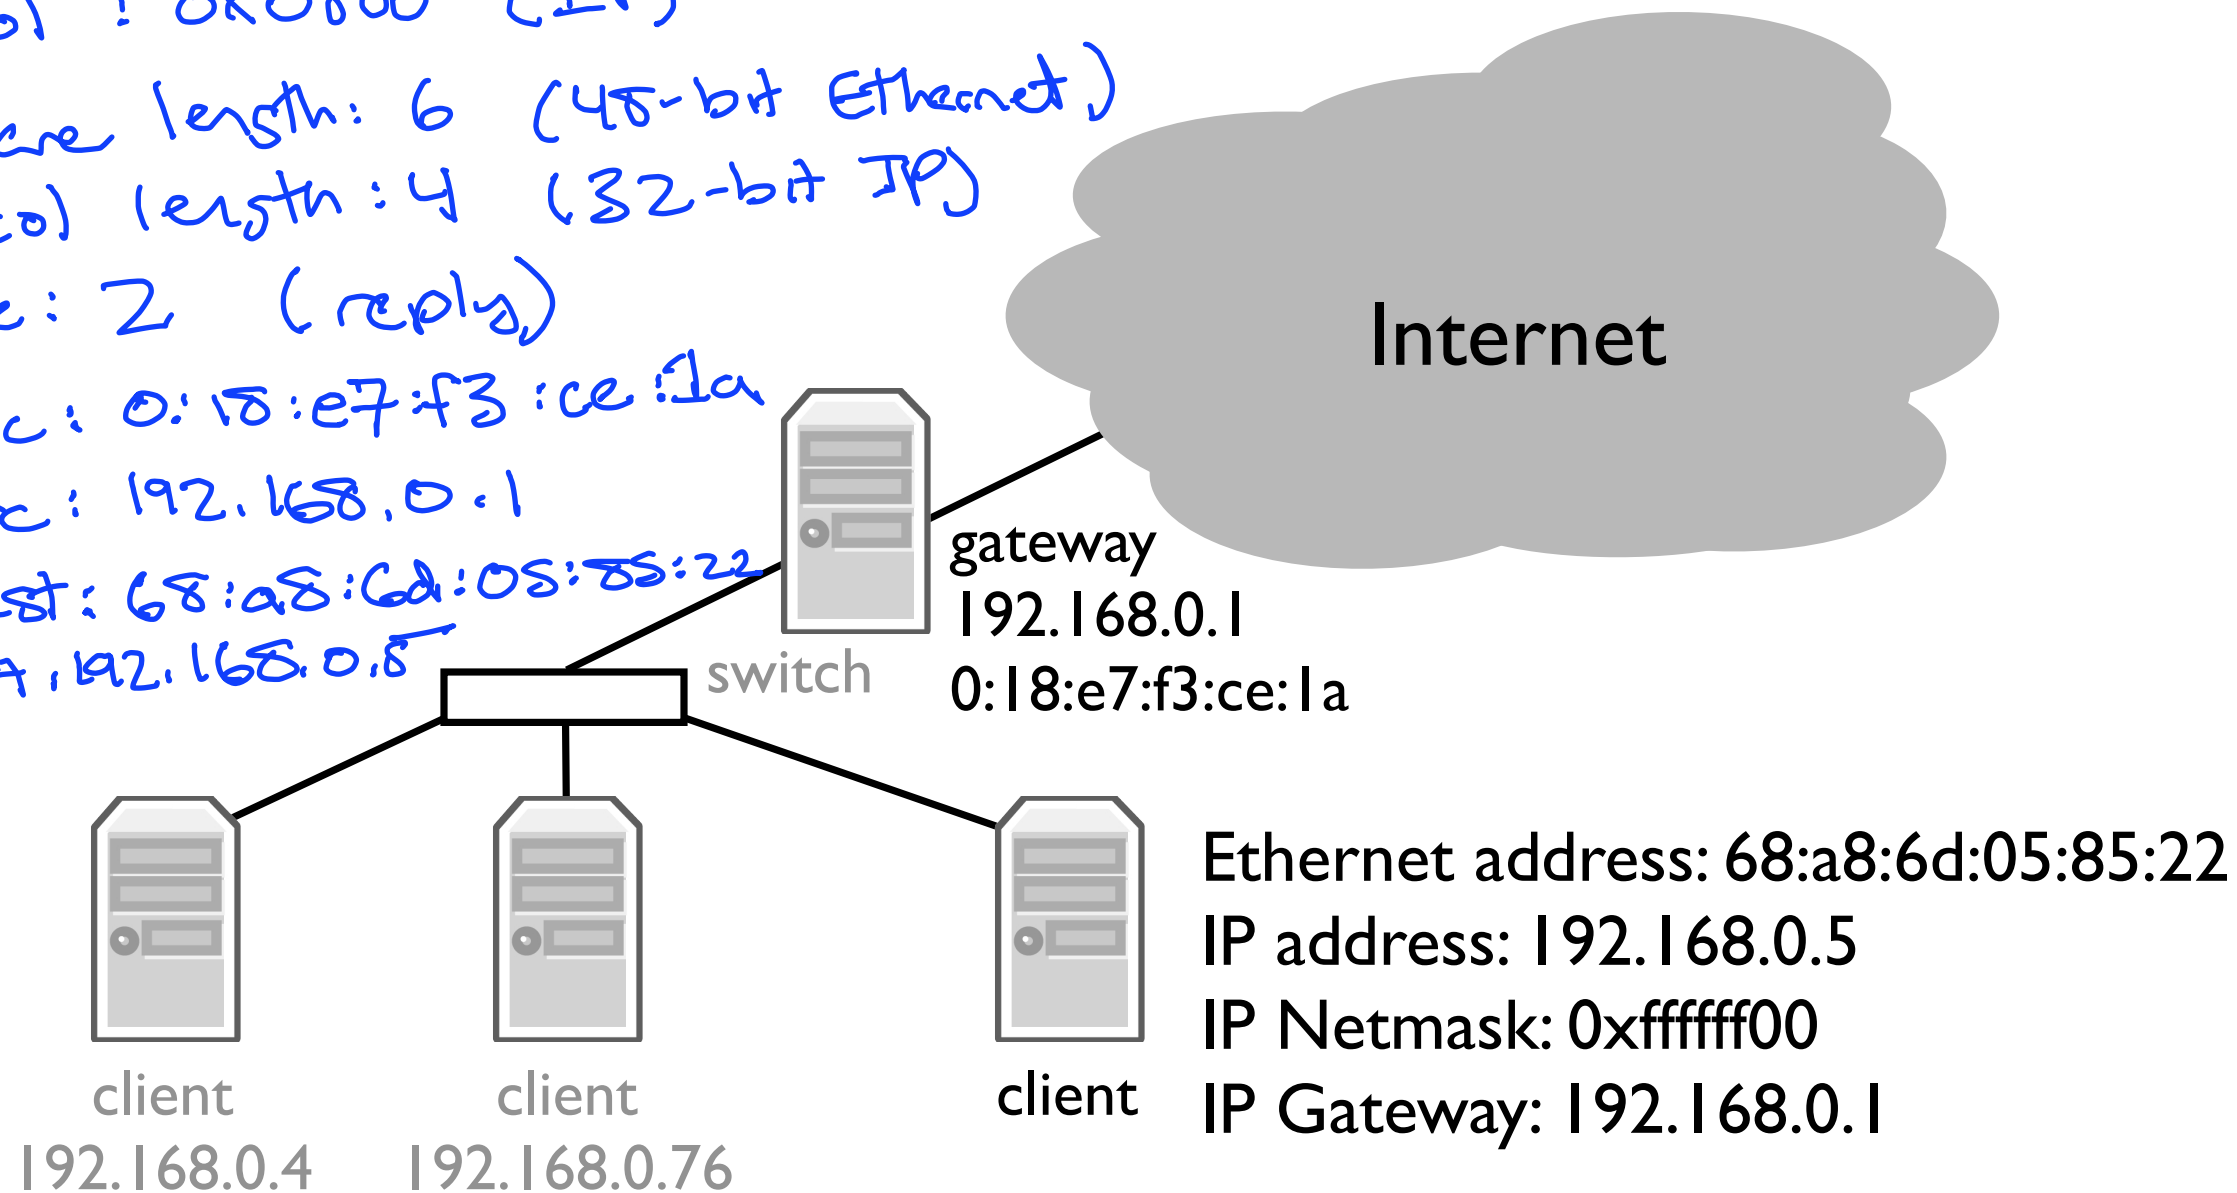 : 0x0800 (IP)
length: 6 (48-bit Ethernet)
length: 4 (32-bit IP)
e: 2 (reply)
c: 0:18:e7:f3:ce:1a
c: 192.168.0.1
st: 68:a8:6d:05:85:22
192.168.0.5
Internet
gateway
192.168.0.1
0:18:e7:f3:ce:1a
switch
Ethernet address: 68:a8:6d:05:85:22
IP address: 192.168.0.5
IP Netmask: 0xffffff00
IP Gateway: 192.168.0.1
client
192.168.0.4
client
192.168.0.76
client